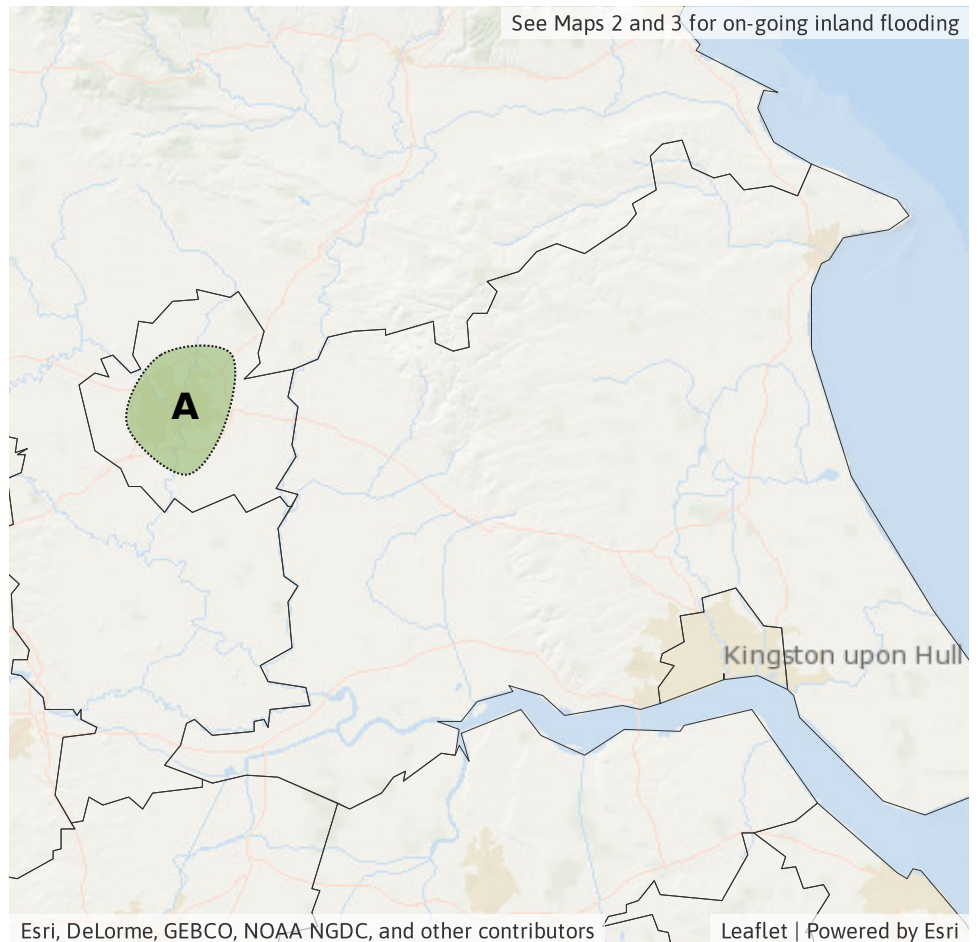 See Maps 2 and 3 for on-going inland flooding
A
Kingston upon Hull
Esri, DeLorme, GEBCO, NOAA NGDC, and other contributors
Leaflet | Powered by Esri